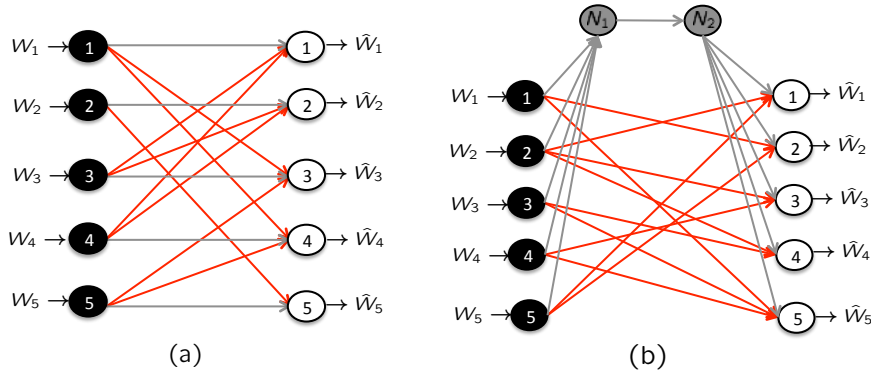 W₁ → 1 1 → Ŵ₁
W₂ → 2 2 → Ŵ₂
W₃ → 3 3 → Ŵ₃
W₄ → 4 4 → Ŵ₄
W₅ → 5 5 → Ŵ₅
(a)
N₁ N₂
W₁ → 1 1 → Ŵ₁
W₂ → 2 2 → Ŵ₂
W₃ → 3 3 → Ŵ₃
W₄ → 4 4 → Ŵ₄
W₅ → 5 5 → Ŵ₅
(b)